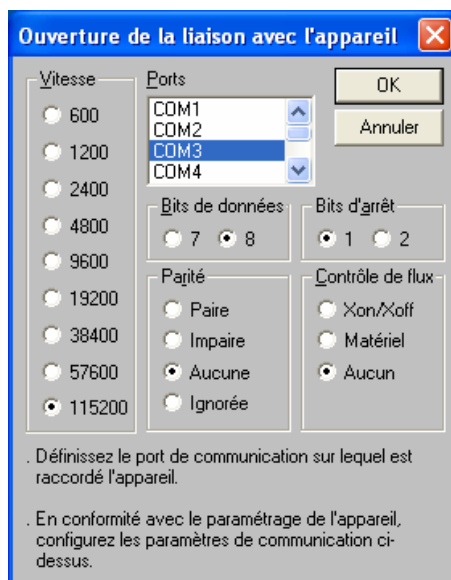 Ouverture de la liaison avec l'appareil
Vitesse
600
1200
2400
4800
9600
19200
38400
57600
115200
Ports
COM1
COM2
COM3
COM4
OK
Annuler
Bits de données
7 8
Bits d'arrêt
1 2
Parité
Paire
Impaire
Aucune
Ignorée
Contrôle de flux
Xon/Xoff
Matériel
Aucun
. Définissez le port de communication sur lequel est
raccordé l'appareil.
. En conformité avec le paramétrage de l'appareil,
configurez les paramètres de communication ci-
dessus.